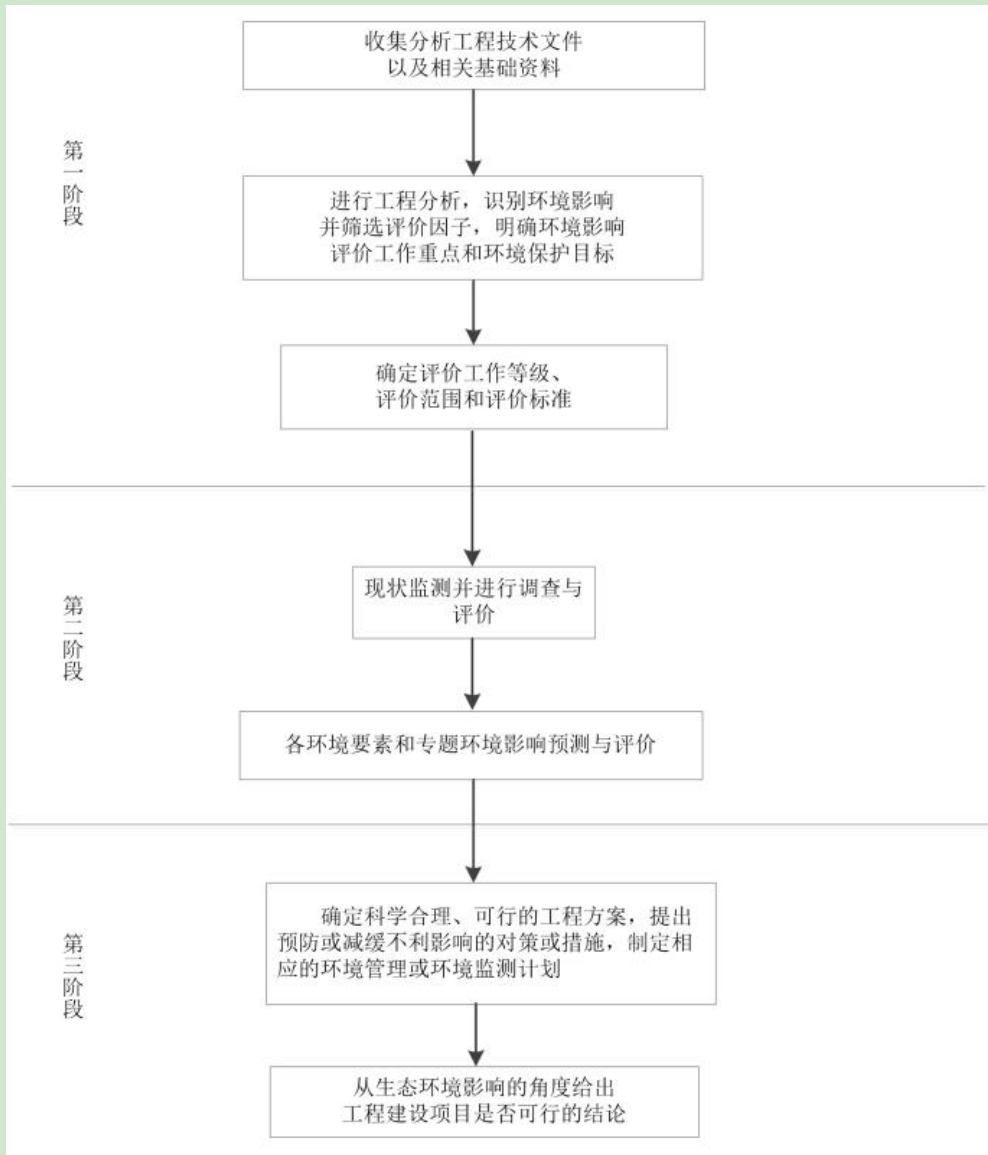 收集分析工程技术文件
以及相关基础资料
第一阶段
进行工程分析，识别环境影响
并筛选评价因子，明确环境影响
评价工作重点和环境保护目标
确定评价工作等级、
评价范围和评价标准
第二阶段
现状监测并进行调查与
评价
各环境要素和专题环境影响预测与评价
第三阶段
确定科学合理、可行的工程方案，提出
预防或减缓不利影响的对策或措施，制定相
应的环境管理或环境监测计划
从生态环境影响的角度给出
工程建设项目是否可行的结论